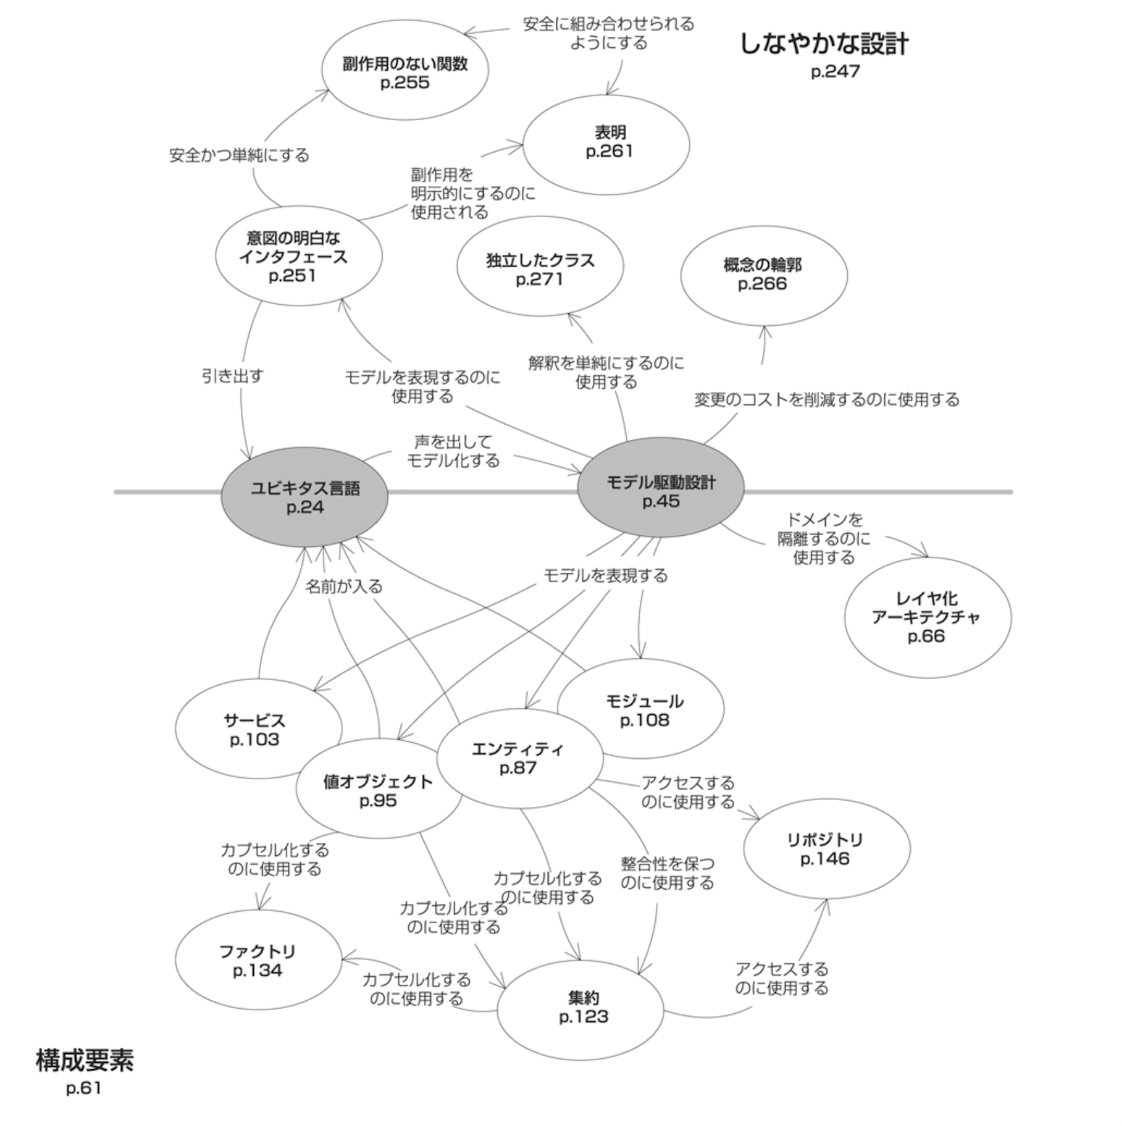 安全に組み合わせられる
ようにする
しなやかな設計
p.247
副作用のない関数
p.255
表明
p.261
安全かつ単純にする
副作用を
明示的にするのに
使用される
意図の明白な
インタフェース
p.251
独立したクラス
p.271
概念の輪郭
p.266
引き出す
モデルを表現するのに
使用する
解釈を単純にするのに
使用する
変更のコストを削減するのに使用する
声を出して
モデル化する
ユビキタス言語
p.24
モデル駆動設計
p.45
ドメインを
隔離するのに
使用する
名前が入る
モデルを表現する
レイヤ化
アーキテクチャ
p.66
サービス
p.103
モジュール
p.108
エンティティ
p.87
値オブジェクト
p.95
アクセスする
のに使用する
リポジトリ
p.146
カプセル化する
のに使用する
整合性を保つ
のに使用する
カプセル化する
のに使用する
カプセル化する
のに使用する
ファクトリ
p.134
カプセル化する
のに使用する
アクセスする
のに使用する
集約
p.123
構成要素
p.61